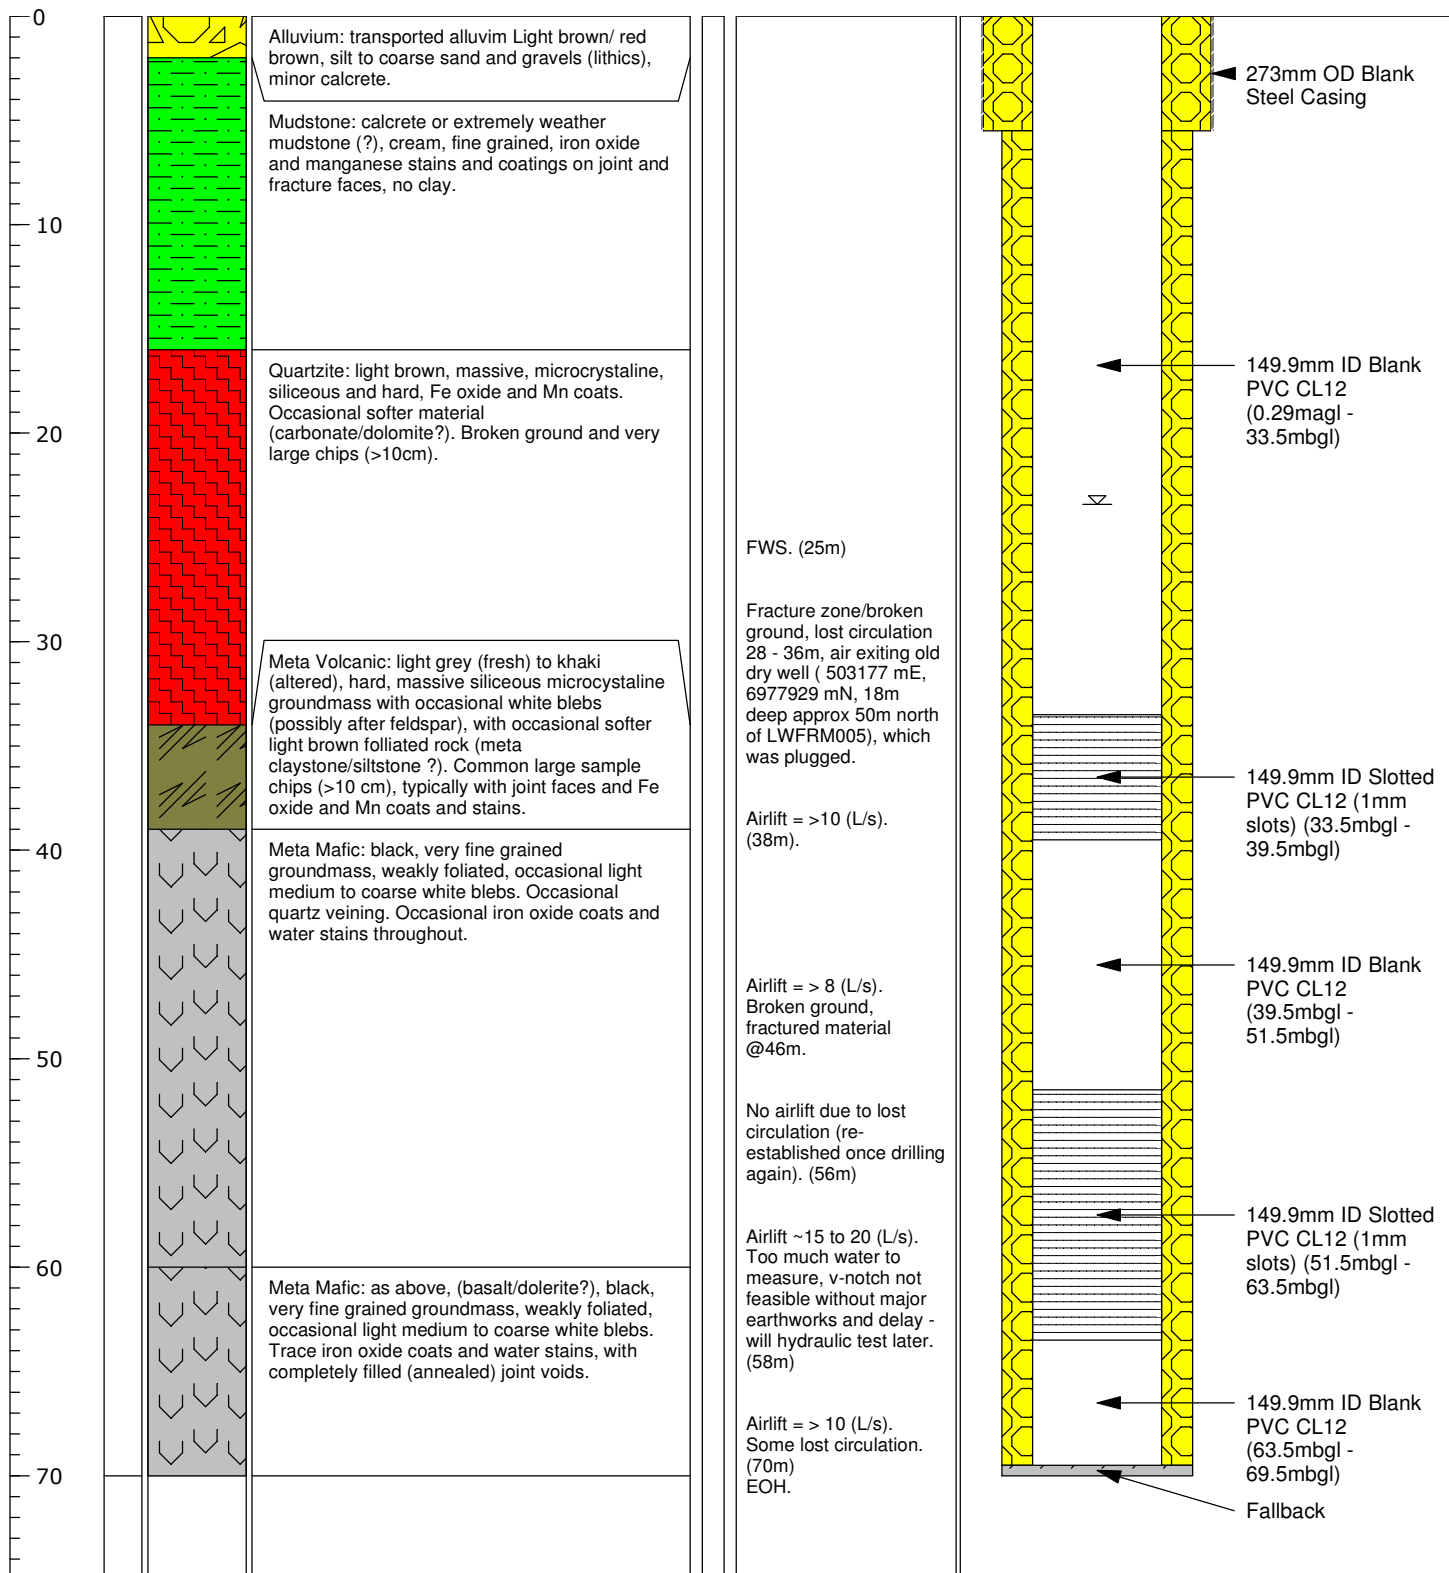 0
10
20
30
40
50
60
70
Alluvium: transported alluvim Light brown/ red
brown, silt to coarse sand and gravels (lithics),
minor calcrete.
Mudstone: calcrete or extremely weather
mudstone (?), cream, fine grained, iron oxide
and manganese stains and coatings on joint and
fracture faces, no clay.
Quartzite: light brown, massive, microcrystaline,
siliceous and hard, Fe oxide and Mn coats.
Occasional softer material
(carbonate/dolomite?). Broken ground and very
large chips (>10cm).
Meta Volcanic: light grey (fresh) to khaki
(altered), hard, massive siliceous microcystaline
groundmass with occasional white blebs
(possibly after feldspar), with occasional softer
light brown folliated rock (meta
claystone/siltstone ?). Common large sample
chips (>10 cm), typically with joint faces and Fe
oxide and Mn coats and stains.
Meta Mafic: black, very fine grained
groundmass, weakly foliated, occasional light
medium to coarse white blebs. Occasional
quartz veining. Occasional iron oxide coats and
water stains throughout.
Meta Mafic: as above, (basalt/dolerite?), black,
very fine grained groundmass, weakly foliated,
occasional light medium to coarse white blebs.
Trace iron oxide coats and water stains, with
completely filled (annealed) joint voids.
FWS. (25m)
Fracture zone/broken
ground, lost circulation
28 - 36m, air exiting old
dry well ( 503177 mE,
6977929 mN, 18m
deep approx 50m north
of LWFRM005), which
was plugged.
Airlift = >10 (L/s).
(38m).
Airlift = > 8 (L/s).
Broken ground,
fractured material
@46m.
No airlift due to lost
circulation (re-
established once drilling
again). (56m)
Airlift ~15 to 20 (L/s).
Too much water to
measure, v-notch not
feasible without major
earthworks and delay -
will hydraulic test later.
(58m)
Airlift = > 10 (L/s).
Some lost circulation.
(70m)
EOH.
273mm OD Blank
Steel Casing
149.9mm ID Blank
PVC CL12
(0.29magl -
33.5mbgl)
149.9mm ID Slotted
PVC CL12 (1mm
slots) (33.5mbgl -
39.5mbgl)
149.9mm ID Blank
PVC CL12
(39.5mbgl -
51.5mbgl)
149.9mm ID Slotted
PVC CL12 (1mm
slots) (51.5mbgl -
63.5mbgl)
149.9mm ID Blank
PVC CL12
(63.5mbgl -
69.5mbgl)
Fallback